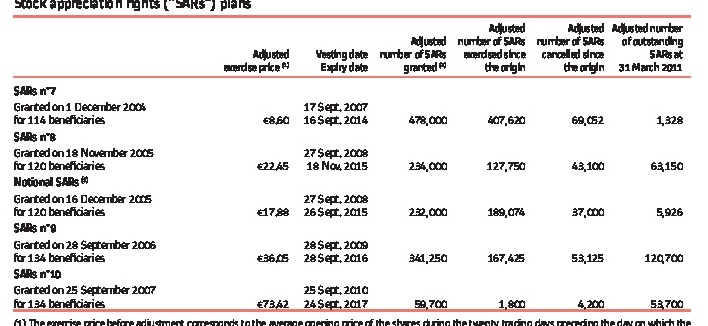 Stock appreciation rights ("SARs") plans
Adjusted Adjusted Adjusted Adjusted number
Adjusted Vesting date number of SARs number of SARs number of SARs of outstanding
exercise price (1) Expiry date granted exercised since the origin cancelled since the origin SARs at 31 March 2011
SARs n°7
Granted on 1 December 2004 17 Sept. 2007
for 114 beneficiaries €8,60 16 Sept. 2014 478,000 407,620 69,052 1,328
SARs n°8
Granted on 18 November 2005 27 Sept. 2008
for 120 beneficiaries €22,45 18 Nov. 2015 234,000 127,750 43,100 63,150
Notional SARs
Granted on 16 December 2005 27 Sept. 2008
for 120 beneficiaries €17,88 26 Sept. 2015 232,000 189,074 37,000 5,926
SARs n°9
Granted on 28 September 2006 28 Sept. 2009
for 134 beneficiaries €36,05 28 Sept. 2016 341,250 167,425 53,125 120,700
SARs n°10
Granted on 25 September 2007 25 Sept. 2010
for 134 beneficiaries €73,42 24 Sept. 2017 59,700 1,800 4,200 53,700
(1) The exercise price before adjustment corresponds to the average opening price of the shares during the twenty trading days preceding the day on which the